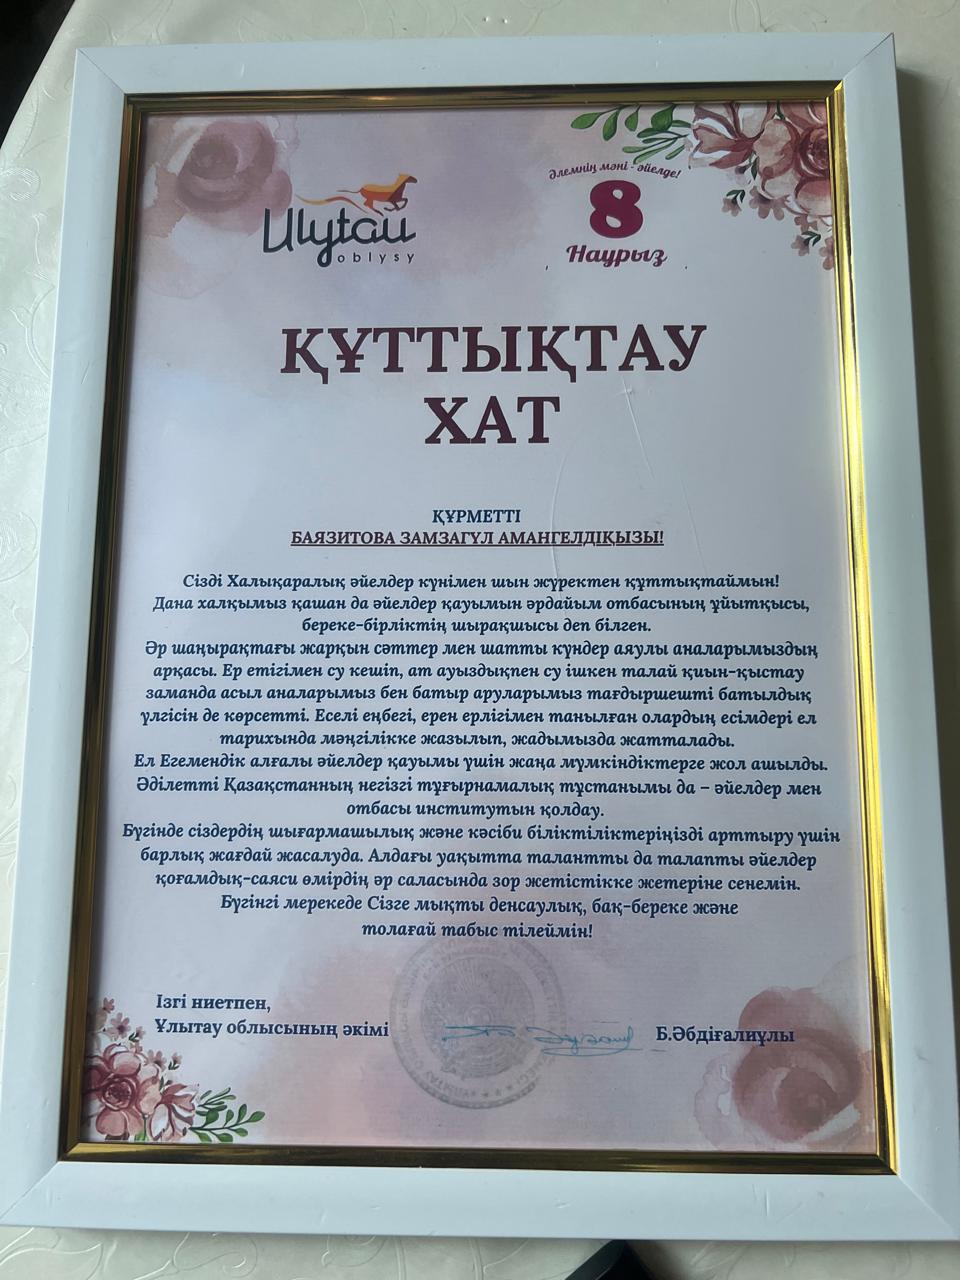 Ulytau
oblysy
Әлемнің мәні - әйелде!
8
Наурыз
ҚҰТТЫҚТАУ
ХАТ
ҚҰРМЕТТІ
БАЯЗИТОВА ЗАМЗАГҮЛ АМАНГЕЛДІҚЫЗЫ!
Сізді Халықаралық әйелдер күнімен шын жүректен құттықтаймын!
Дана халқымыз қашан да әйелдер қауымын әрдайым отбасының ұйытқысы,
береке-бірліктің шырақшысы деп білген.
Әр шаңырақтағы жарқын сәттер мен шатты күндер аяулы аналарымыздың
арқасы. Ер етігімен су кешіп, ат ауыздықпен су ішкен талай қиын-қыстау
заманда асыл аналарымыз бен батыр аруларымыз тағдыршешті батылдық
үлгісін де көрсетті. Еселі еңбегі, ерен ерлігімен танылған олардың есімдері ел
тарихында мәңгілікке жазылып, жадымызда жатталады.
Ел Егемендік алғалы әйелдер қауымы үшін жаңа мүмкіндіктерге жол ашылды.
Әділетті Қазақстанның негізгі тұғырнамалық тұстанымы да – әйелдер мен
отбасы институтын қолдау.
Бүгінде сіздердің шығармашылық және кәсіби біліктіліктеріңізді арттыру үшін
барлық жағдай жасалуда. Алдағы уақытта талантты да талапты әйелдер
қоғамдық-саяси өмірдің әр саласында зор жетістікке жетеріне сенемін.
Бүгінгі мерекеде Сізге мықты денсаулық, бақ-береке және
толағай табыс тілеймін!
Ізгі ниетпен,
Ұлытау облысының әкімі
Б.Әбдіғалиұлы